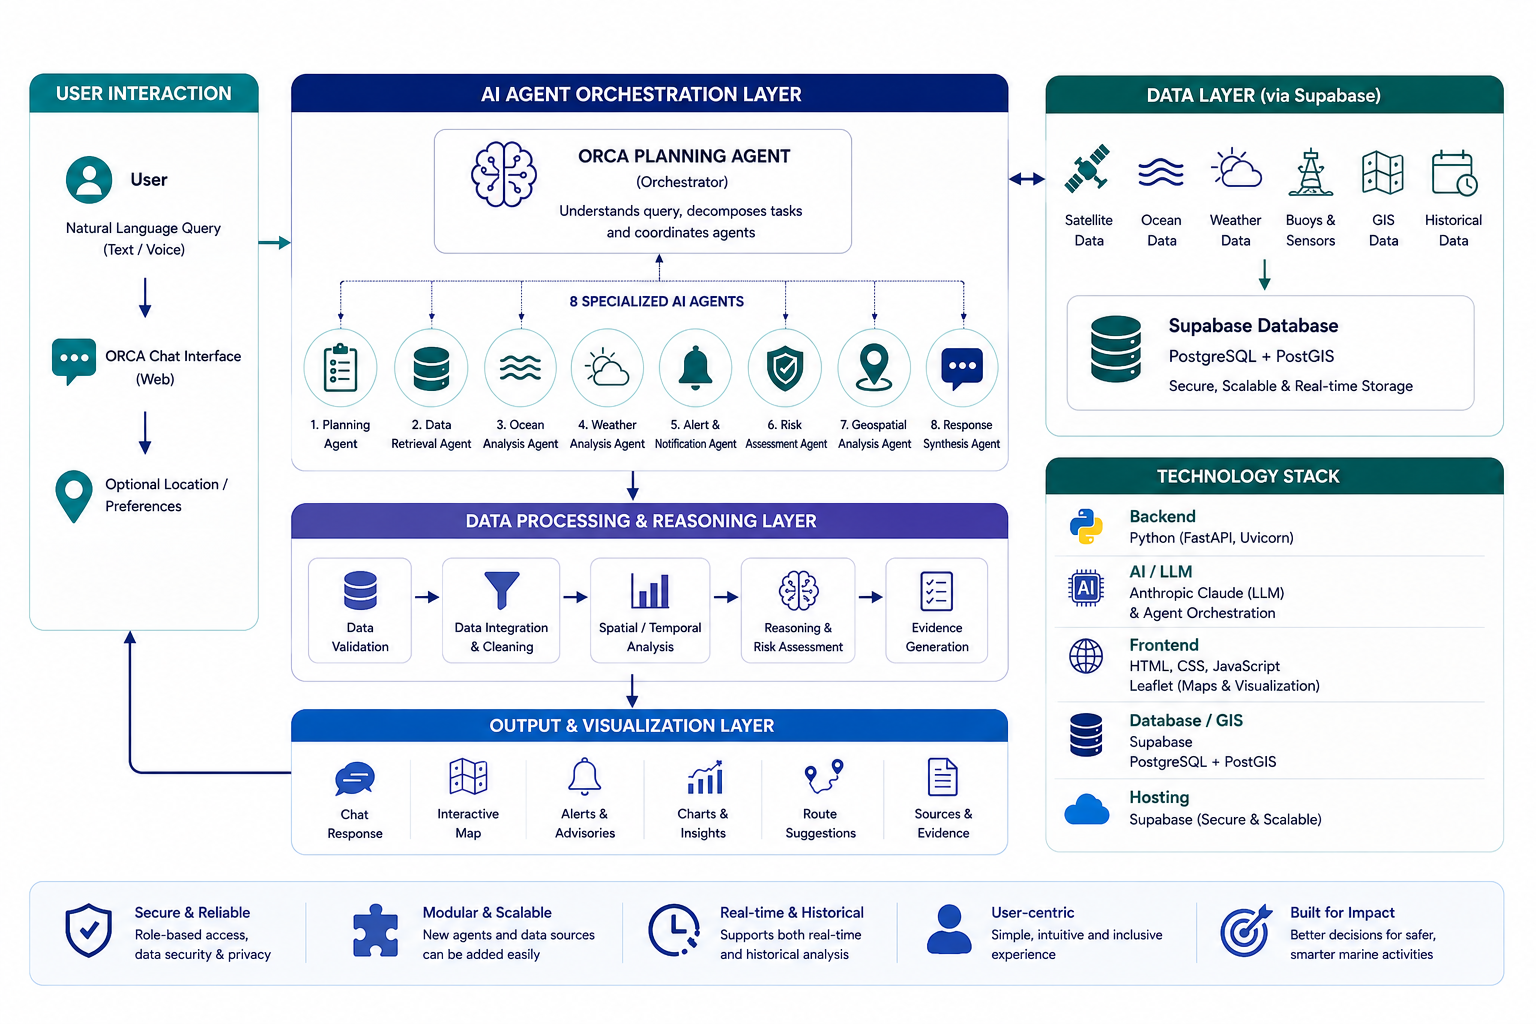 USER INTERACTION
User
Natural Language Query
(Text / Voice)
ORCA Chat Interface
(Web)
Optional Location /
Preferences
AI AGENT ORCHESTRATION LAYER
ORCA PLANNING AGENT
(Orchestrator)
Understands query, decomposes tasks
and coordinates agents
8 SPECIALIZED AI AGENTS
1. Planning
Agent
2. Data
Retrieval Agent
3. Ocean
Analysis Agent
4. Weather
Analysis Agent
5. Alert &
Notification Agent
6. Risk
Assessment Agent
7. Geospatial
Analysis Agent
8. Response
Synthesis Agent
DATA PROCESSING & REASONING LAYER
Data
Validation
Data Integration
& Cleaning
Spatial / Temporal
Analysis
Reasoning &
Risk Assessment
Evidence
Generation
OUTPUT & VISUALIZATION LAYER
Chat
Response
Interactive
Map
Alerts &
Advisories
Charts &
Insights
Route
Suggestions
Sources &
Evidence
DATA LAYER (via Supabase)
Satellite
Data
Ocean
Data
Weather
Data
Buoys &
Sensors
GIS
Data
Historical
Data
Supabase Database
PostgreSQL + PostGIS
Secure, Scalable & Real-time Storage
TECHNOLOGY STACK
Backend
Python (FastAPI, Uvicorn)
AI
AI / LLM
Anthropic Claude (LLM)
& Agent Orchestration
Frontend
HTML, CSS, JavaScript
Leaflet (Maps & Visualization)
Database / GIS
Supabase
PostgreSQL + PostGIS
Hosting
Supabase (Secure & Scalable)
Secure & Reliable
Role-based access,
data security & privacy
Modular & Scalable
New agents and data sources
can be added easily
Real-time & Historical
Supports both real-time
and historical analysis
User-centric
Simple, intuitive and inclusive
experience
Built for Impact
Better decisions for safer,
smarter marine activities